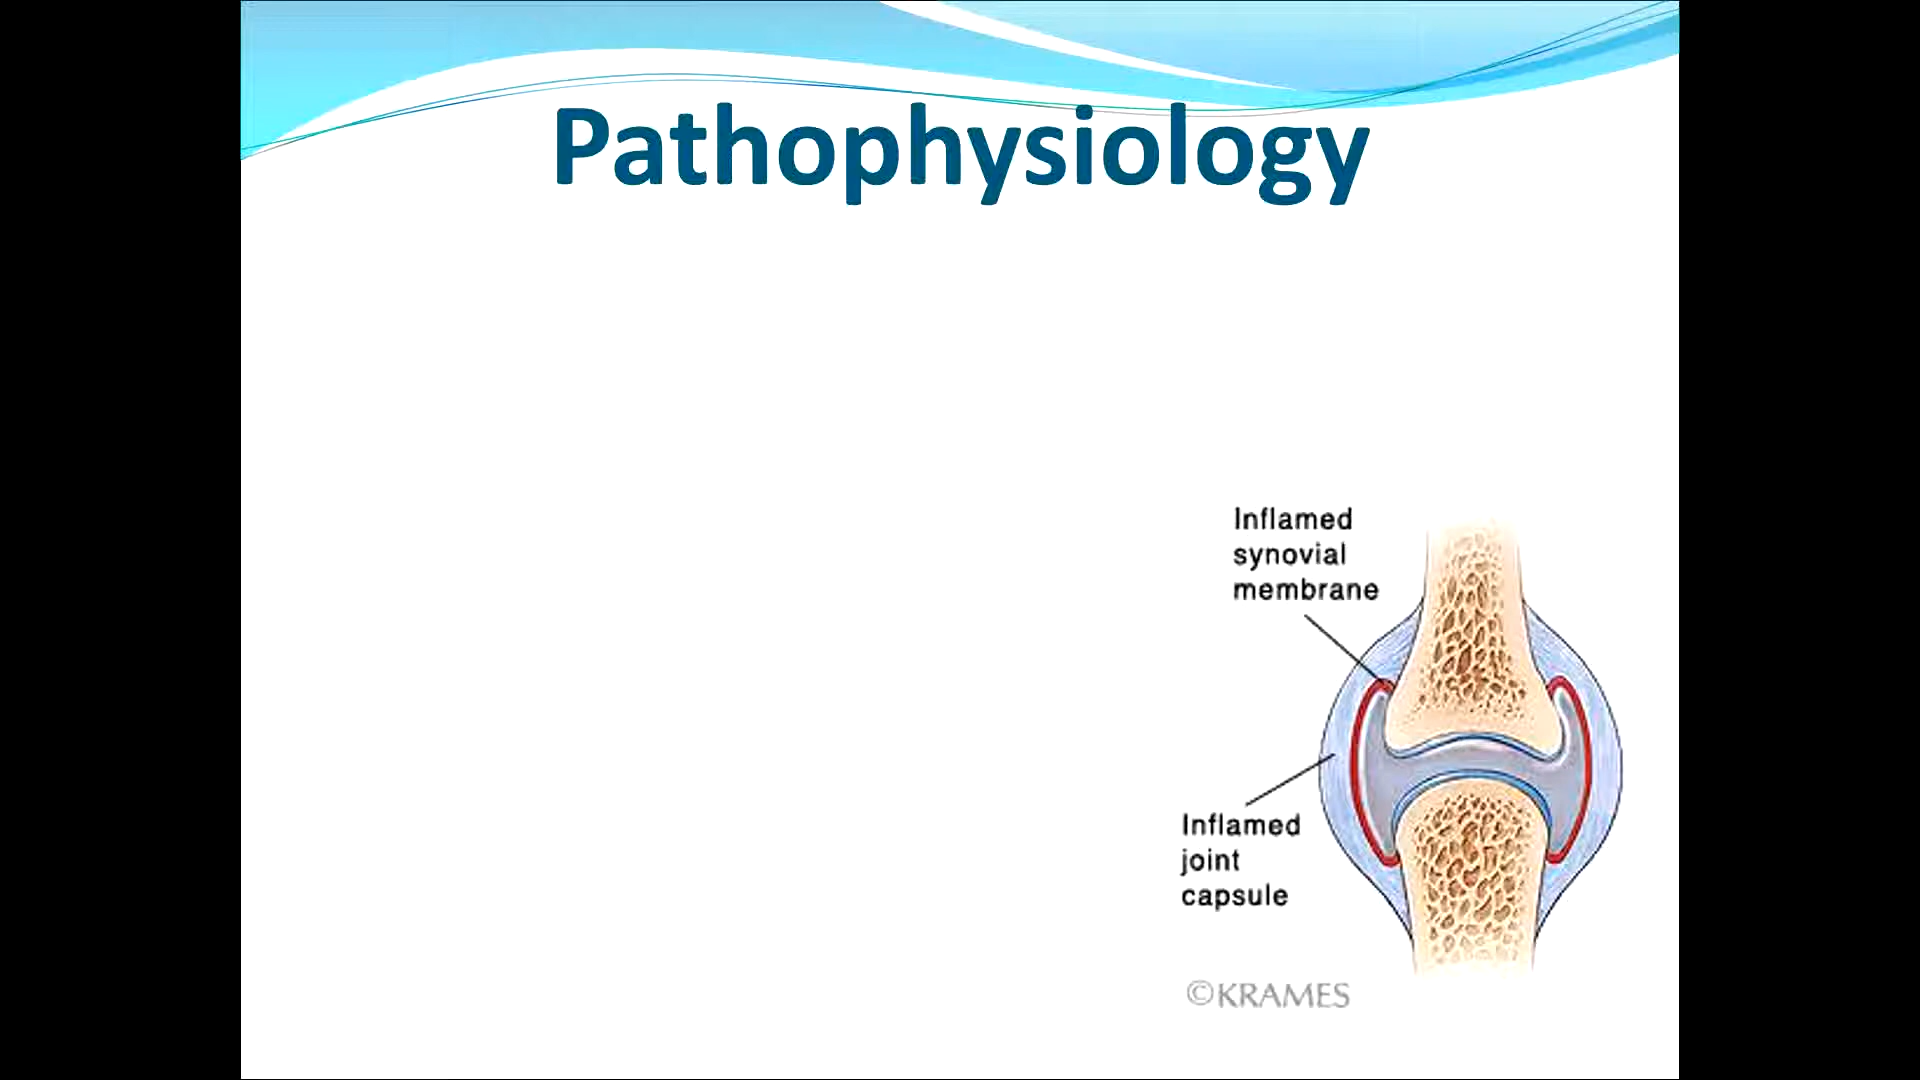 Pathophysiology
Inflamed
synovial
membrane
Inflamed
joint
capsule
©KRAMES